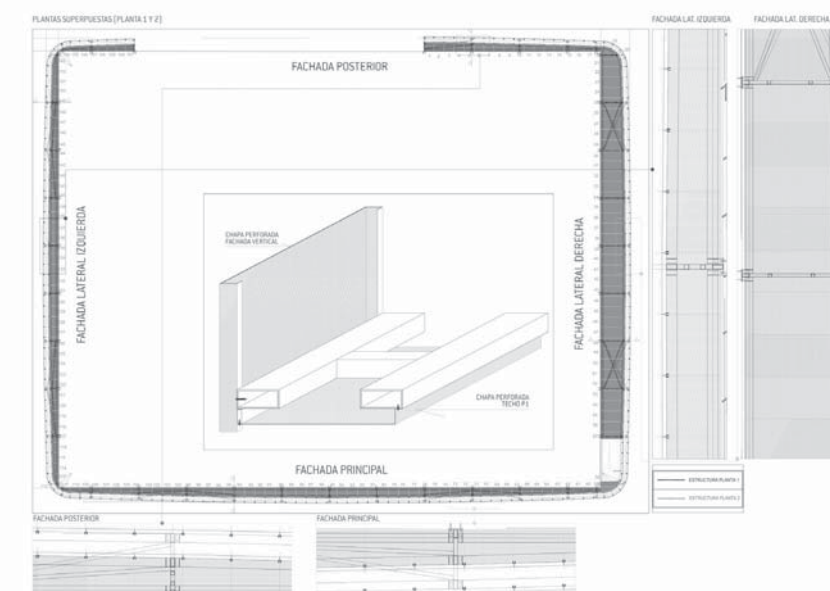 PLANTAS SUPERPUESTAS [PLANTA 1 Y 2]
FACHADA LAT. IZQUIERDA
FACHADA LAT. DERECHA
FACHADA POSTERIOR
FACHADA LATERAL IZQUIERDA
CHAPA PERFORADA
FACHADA VERTICAL
FACHADA LATERAL DERECHA
CHAPA PERFORADA
TECHO P1
FACHADA PRINCIPAL
ESTRUCTURA PLANTA 1
ESTRUCTURA PLANTA 2
FACHADA POSTERIOR
FACHADA PRINCIPAL